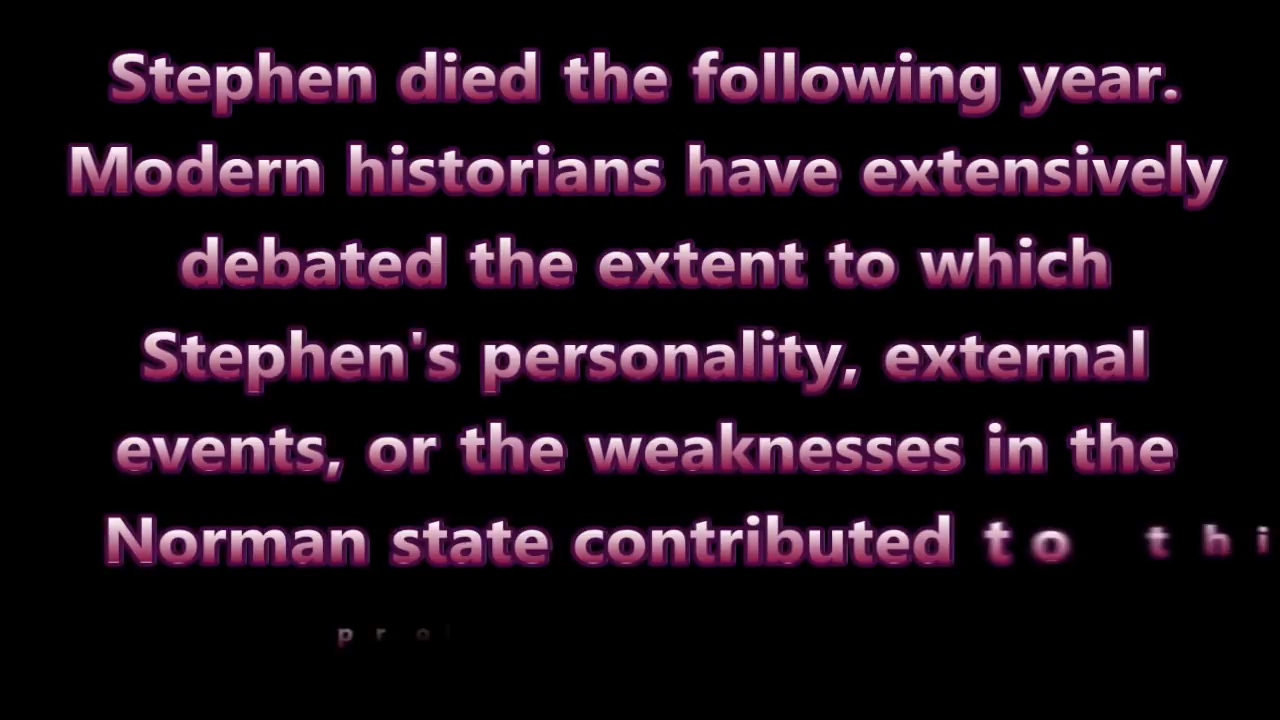 Stephen died the following year.
Modern historians have extensively
debated the extent to which
Stephen's personality, external
events, or the weaknesses in the
Norman state contributed to thi